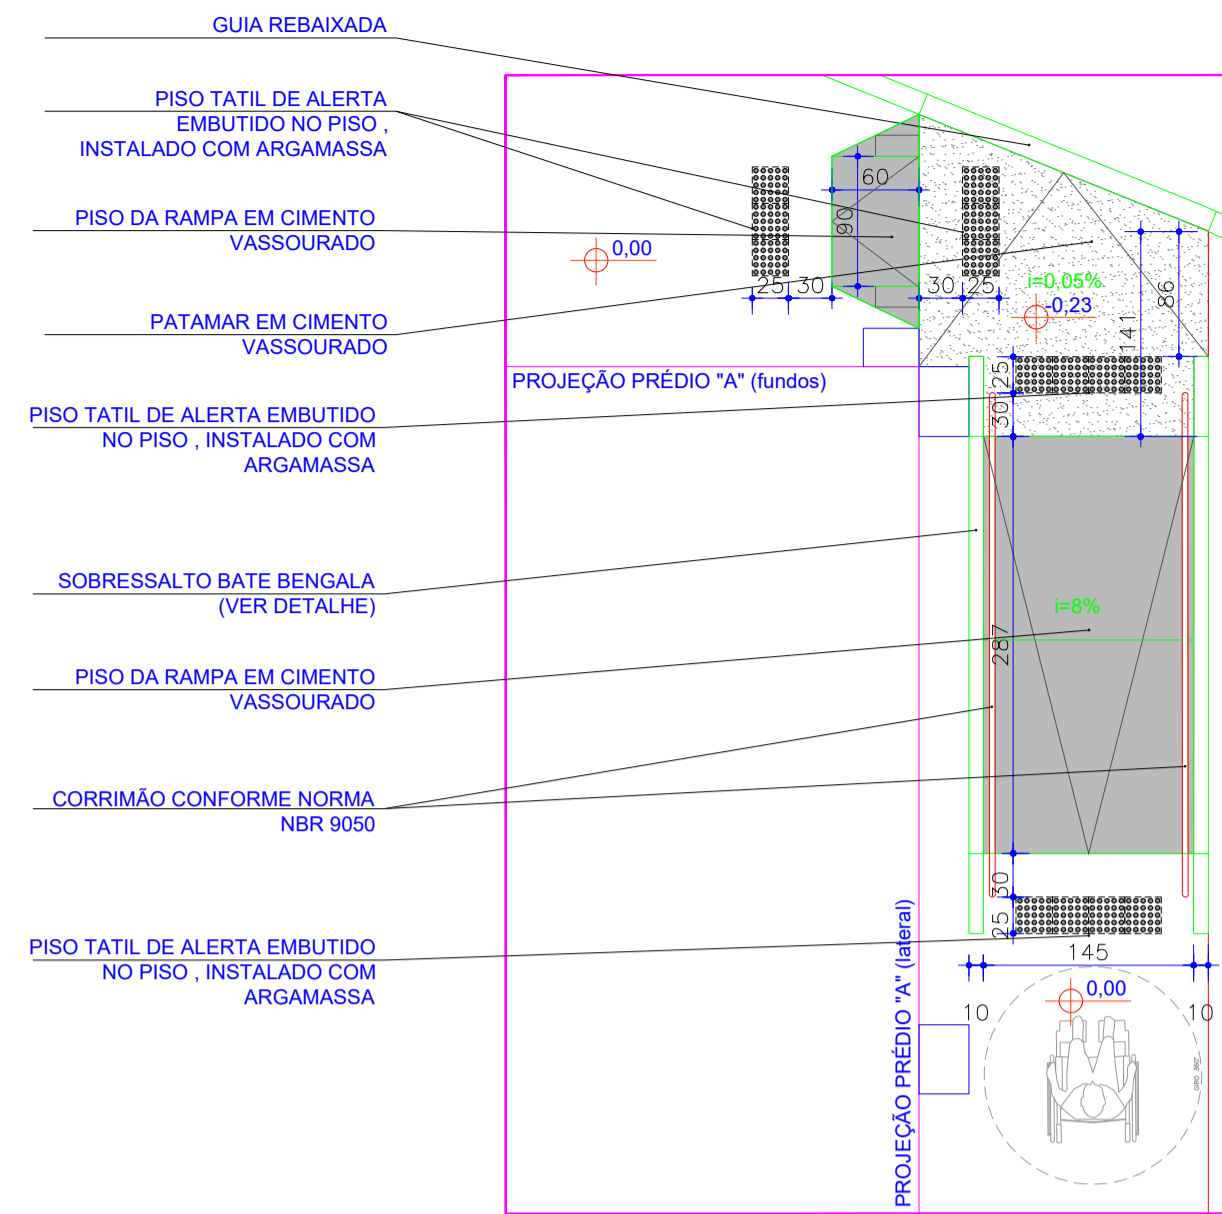 GUIA REBAIXADA
PISO TATIL DE ALERTA
EMBUTIDO NO PISO ,
INSTALADO COM ARGAMASSA
PISO DA RAMPA EM CIMENTO
VASSOURADO
PATAMAR EM CIMENTO
VASSOURADO
PISO TATIL DE ALERTA EMBUTIDO
NO PISO , INSTALADO COM
ARGAMASSA
SOBRESSALTO BATE BENGALA
(VER DETALHE)
PISO DA RAMPA EM CIMENTO
VASSOURADO
CORRIMÃO CONFORME NORMA
NBR 9050
PISO TATIL DE ALERTA EMBUTIDO
NO PISO , INSTALADO COM
ARGAMASSA
60
90
0,00
25 30
30 25
i=0,05%
-0,23
86
141
PROJEÇÃO PRÉDIO "A" (fundos)
25
30
i=8%
287
30
25
145
10
10
0,00
PROJEÇÃO PRÉDIO "A" (lateral)
GIRO 360°